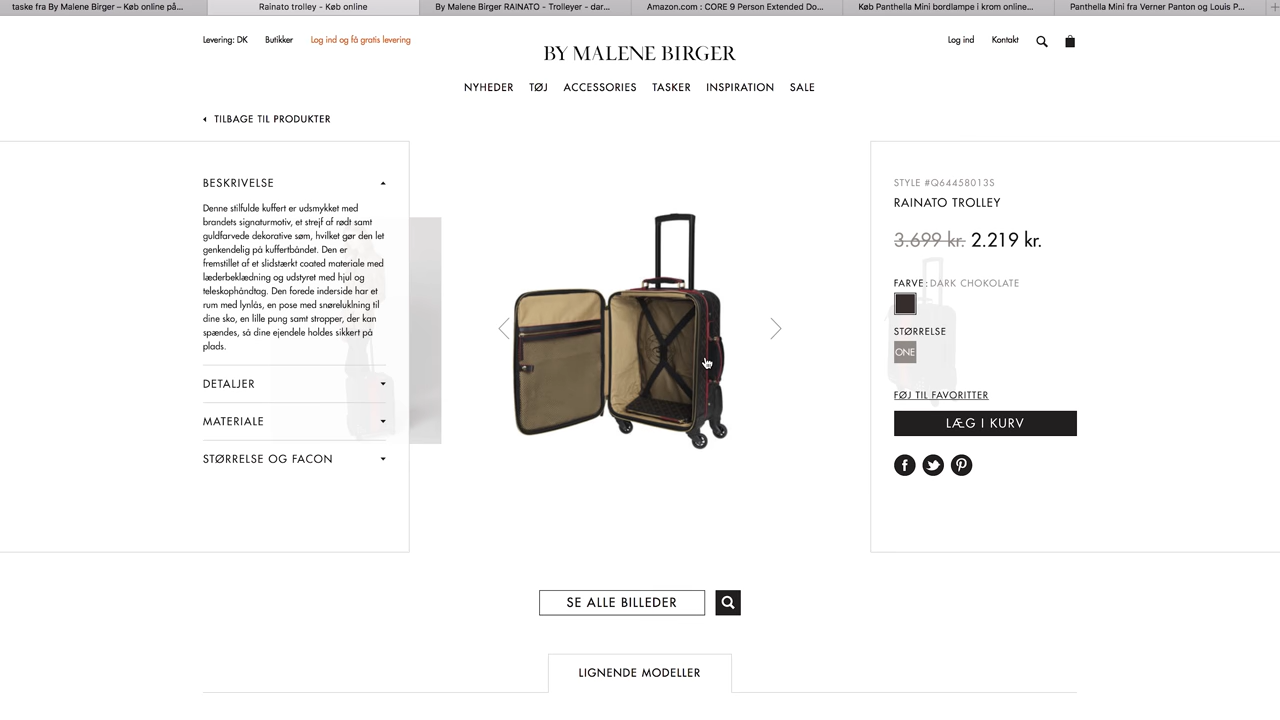 taske fra By Malene Birger – Køb online på...
Rainato trolley - Køb online
By Malene Birger RAINATO - Trolleyer - dar...
Amazon.com : CORE 9 Person Extended Do...
Køb Panthella Mini bordlampe i krom online...
Panthella Mini fra Verner Panton og Louis P...
Levering: DK
Butikker
Log ind og få gratis levering
BY MALENE BIRGER
Log ind
Kontakt
NYHEDER
TØJ
ACCESSORIES
TASKER
INSPIRATION
SALE
TILBAGE TIL PRODUKTER
BESKRIVELSE
Denne stilfulde kuffert er udsmykket med
brandets signaturmotiv, et strejf af rødt samt
guldfarvede dekorative søm, hvilket gør den let
genkendelig på kuffertbåndet. Den er
fremstillet af et slidstærkt coated materiale med
læderbeklædning og udstyret med hjul og
teleskophåndtag. Den forede inderside har et
rum med lynlås, en pose med snørelukning til
dine sko, en lille pung samt stropper, der kan
spændes, så dine ejendele holdes sikkert på
plads.
DETALJER
MATERIALE
STØRRELSE OG FACON
STYLE #Q64458013S
RAINATO TROLLEY
3.699 kr. 2.219 kr.
FARVE: DARK CHOKOLATE
STØRRELSE
ONE
FØJ TIL FAVORITTER
LÆG I KURV
SE ALLE BILLEDER
LIGNENDE MODELLER